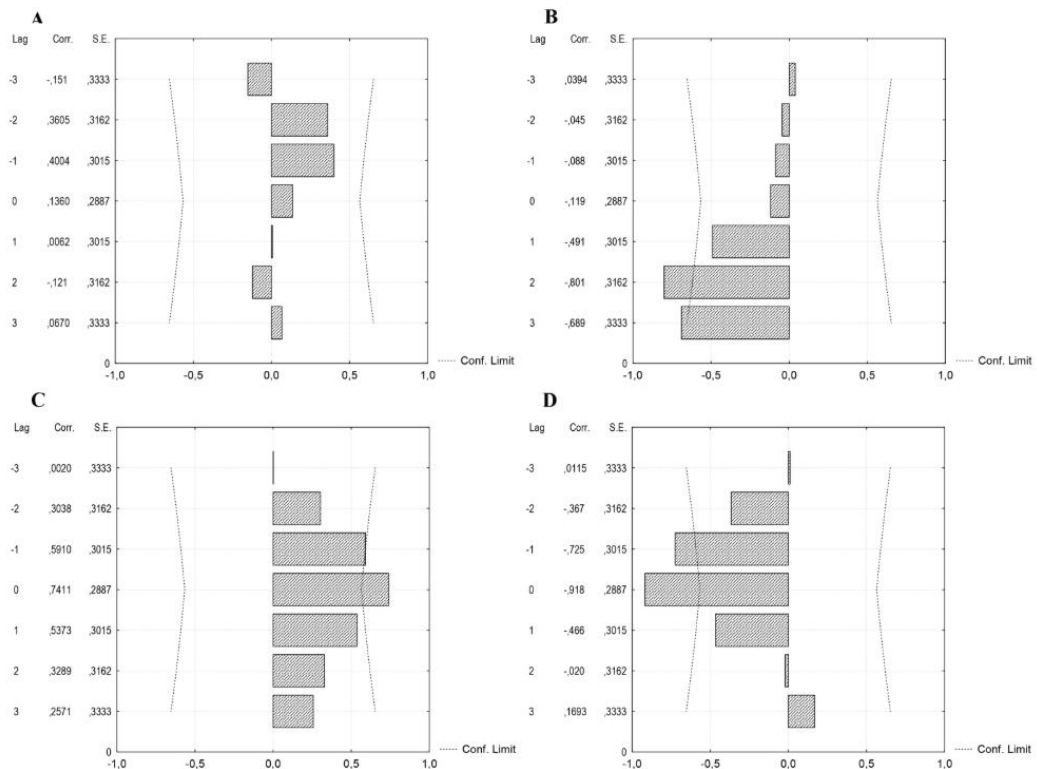 A
Lag Corr. S.E.
-3 -,151 ,3333
-2 ,3605 ,3162
-1 ,4004 ,3015
0 ,1360 ,2887
1 ,0062 ,3015
2 -,121 ,3162
3 ,0670 ,3333
0
Conf. Limit
-1,0 -0,5 0,0 0,5 1,0
B
Lag Corr. S.E.
-3 ,0394 ,3333
-2 -,045 ,3162
-1 -,088 ,3015
0 -,119 ,2887
1 -,491 ,3015
2 -,801 ,3162
3 -,689 ,3333
0
Conf. Limit
-1,0 -0,5 0,0 0,5 1,0
C
Lag Corr. S.E.
-3 ,0020 ,3333
-2 ,3038 ,3162
-1 ,5910 ,3015
0 ,7411 ,2887
1 ,5373 ,3015
2 ,3289 ,3162
3 ,2571 ,3333
0
Conf. Limit
-1,0 -0,5 0,0 0,5 1,0
D
Lag Corr. S.E.
-3 ,0115 ,3333
-2 -,367 ,3162
-1 -,725 ,3015
0 -,918 ,2887
1 -,466 ,3015
2 -,020 ,3162
3 ,1693 ,3333
0
Conf. Limit
-1,0 -0,5 0,0 0,5 1,0